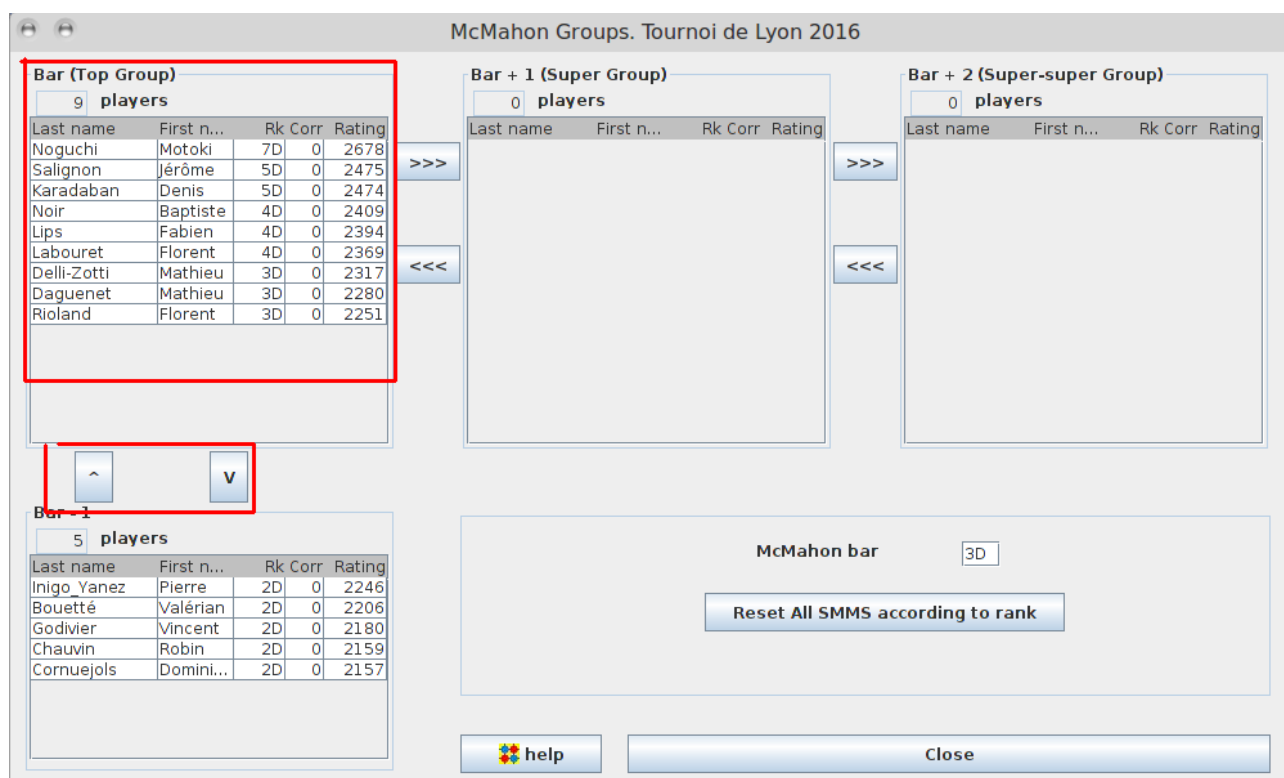 McMahon Groups. Tournoi de Lyon 2016
Bar (Top Group)
9 players
Last name First n... Rk Corr Rating
Noguchi Motoki 7D 0 2678
Salignon Jérôme 5D 0 2475
Karadaban Denis 5D 0 2474
Noir Baptiste 4D 0 2409
Lips Fabien 4D 0 2394
Labouret Florent 4D 0 2369
Delli-Zotti Mathieu 3D 0 2317
Daguenet Mathieu 3D 0 2280
Rioland Florent 3D 0 2251
>>>
<<<
Bar + 1 (Super Group)
0 players
Last name First n... Rk Corr Rating
>>>
<<<
Bar + 2 (Super-super Group)
0 players
Last name First n... Rk Corr Rating
^ V
Bar - 1
5 players
Last name First n... Rk Corr Rating
Inigo_Yanez Pierre 2D 0 2246
Bouetté Valérian 2D 0 2206
Godivier Vincent 2D 0 2180
Chauvin Robin 2D 0 2159
Cornuejols Domini... 2D 0 2157
McMahon bar 3D
Reset All SMMS according to rank
help
Close